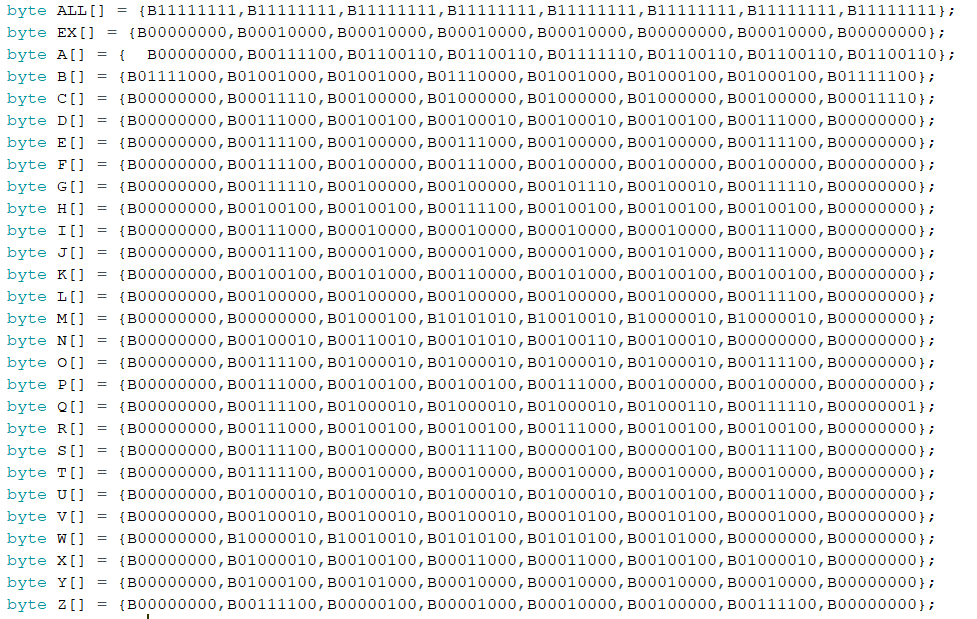 byte ALL[] = {B11111111,B11111111,B11111111,B11111111,B11111111,B11111111,B11111111,B11111111};
byte EX[] = {B00000000,B00010000,B00010000,B00010000,B00010000,B00000000,B00010000,B00000000};
byte A[] = {  B00000000,B00111100,B01100110,B01100110,B01111110,B01100110,B01100110,B01100110};
byte B[] = {B01111000,B01001000,B01001000,B01110000,B01001000,B01000100,B01000100,B01111100};
byte C[] = {B00000000,B00011110,B00100000,B01000000,B01000000,B01000000,B00100000,B00011110};
byte D[] = {B00000000,B00111000,B00100100,B00100010,B00100010,B00100100,B00111000,B00000000};
byte E[] = {B00000000,B00111100,B00100000,B00111000,B00100000,B00100000,B00111100,B00000000};
byte F[] = {B00000000,B00111100,B00100000,B00111000,B00100000,B00100000,B00100000,B00000000};
byte G[] = {B00000000,B00111110,B00100000,B00100000,B00101110,B00100010,B00111110,B00000000};
byte H[] = {B00000000,B00100100,B00100100,B00111100,B00100100,B00100100,B00100100,B00000000};
byte I[] = {B00000000,B00111000,B00010000,B00010000,B00010000,B00010000,B00111000,B00000000};
byte J[] = {B00000000,B00011100,B00001000,B00001000,B00001000,B00101000,B00111000,B00000000};
byte K[] = {B00000000,B00100100,B00101000,B00110000,B00101000,B00100100,B00100100,B00000000};
byte L[] = {B00000000,B00100000,B00100000,B00100000,B00100000,B00100000,B00111100,B00000000};
byte M[] = {B00000000,B00000000,B01000100,B10101010,B10010010,B10000010,B10000010,B00000000};
byte N[] = {B00000000,B00100010,B00110010,B00101010,B00100110,B00100010,B00000000,B00000000};
byte O[] = {B00000000,B00111100,B01000010,B01000010,B01000010,B01000010,B00111100,B00000000};
byte P[] = {B00000000,B00111000,B00100100,B00100100,B00111000,B00100000,B00100000,B00000000};
byte Q[] = {B00000000,B00111100,B01000010,B01000010,B01000010,B01000110,B00111110,B00000001};
byte R[] = {B00000000,B00111000,B00100100,B00100100,B00111000,B00100100,B00100100,B00000000};
byte S[] = {B00000000,B00111100,B00100000,B00111100,B00000100,B00000100,B00111100,B00000000};
byte T[] = {B00000000,B01111100,B00010000,B00010000,B00010000,B00010000,B00010000,B00000000};
byte U[] = {B00000000,B01000010,B01000010,B01000010,B01000010,B00100100,B00011000,B00000000};
byte V[] = {B00000000,B00100010,B00100010,B00100010,B00010100,B00010100,B00001000,B00000000};
byte W[] = {B00000000,B10000010,B10010010,B01010100,B01010100,B00101000,B00000000,B00000000};
byte X[] = {B00000000,B01000010,B00100100,B00011000,B00011000,B00100100,B01000010,B00000000};
byte Y[] = {B00000000,B01000100,B00101000,B00010000,B00010000,B00010000,B00010000,B00000000};
byte Z[] = {B00000000,B00111100,B00000100,B00001000,B00010000,B00100000,B00111100,B00000000};